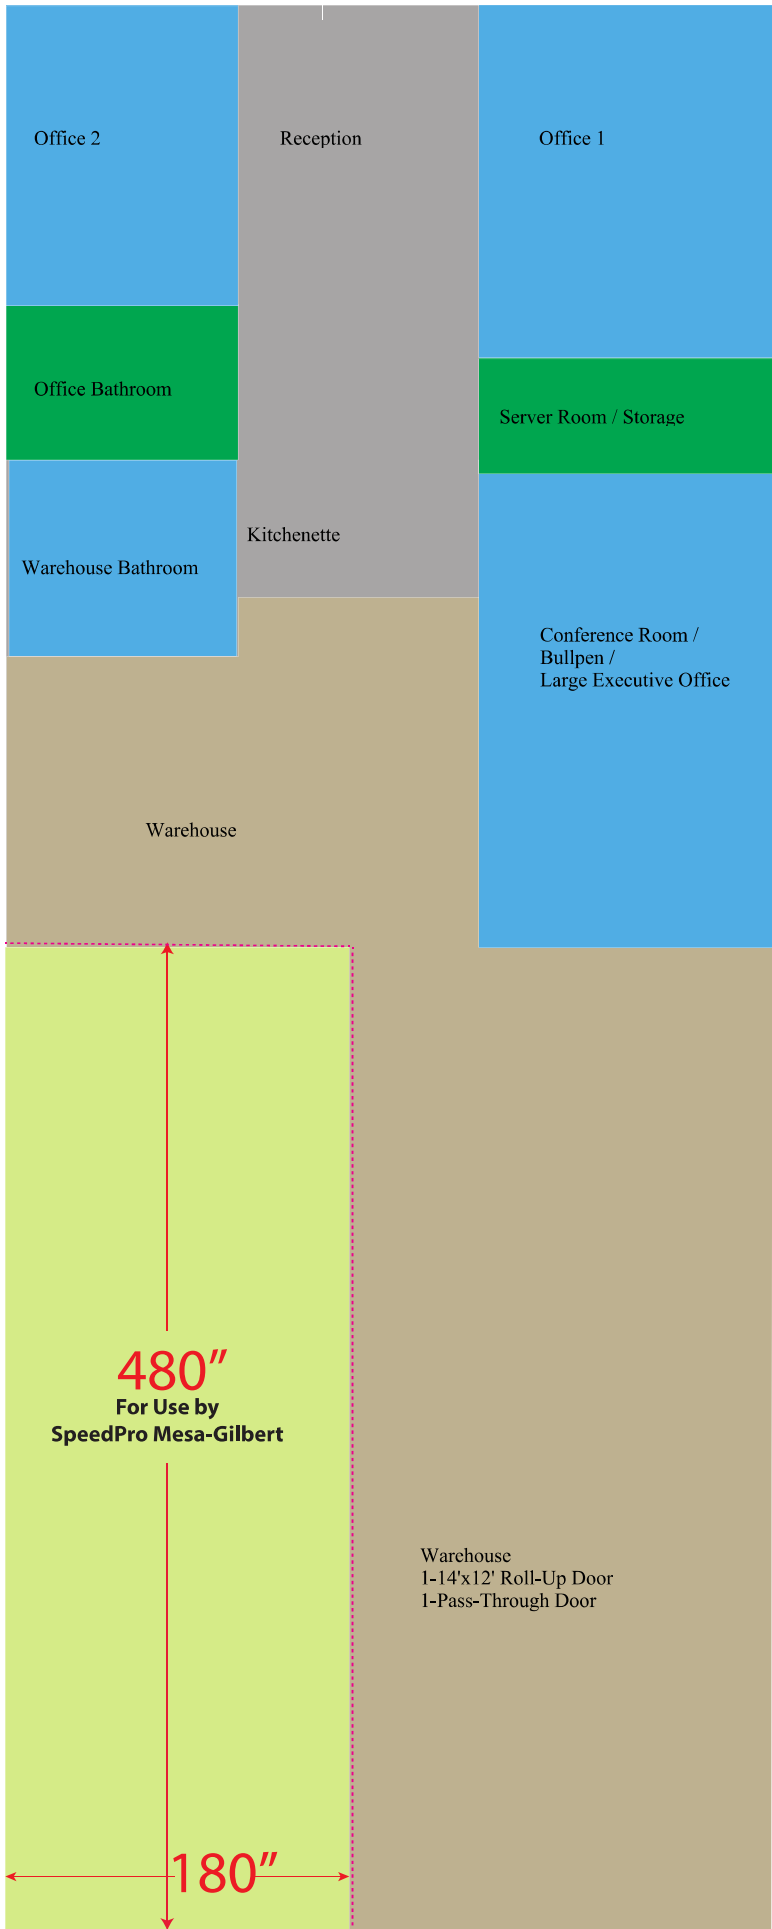 Office 2
Reception
Office 1
Office Bathroom
Server Room / Storage
Kitchenette
Warehouse Bathroom
Conference Room /
Bullpen /
Large Executive Office
Warehouse
480"
For Use by
SpeedPro Mesa-Gilbert
Warehouse
1-14'x12' Roll-Up Door
1-Pass-Through Door
180"